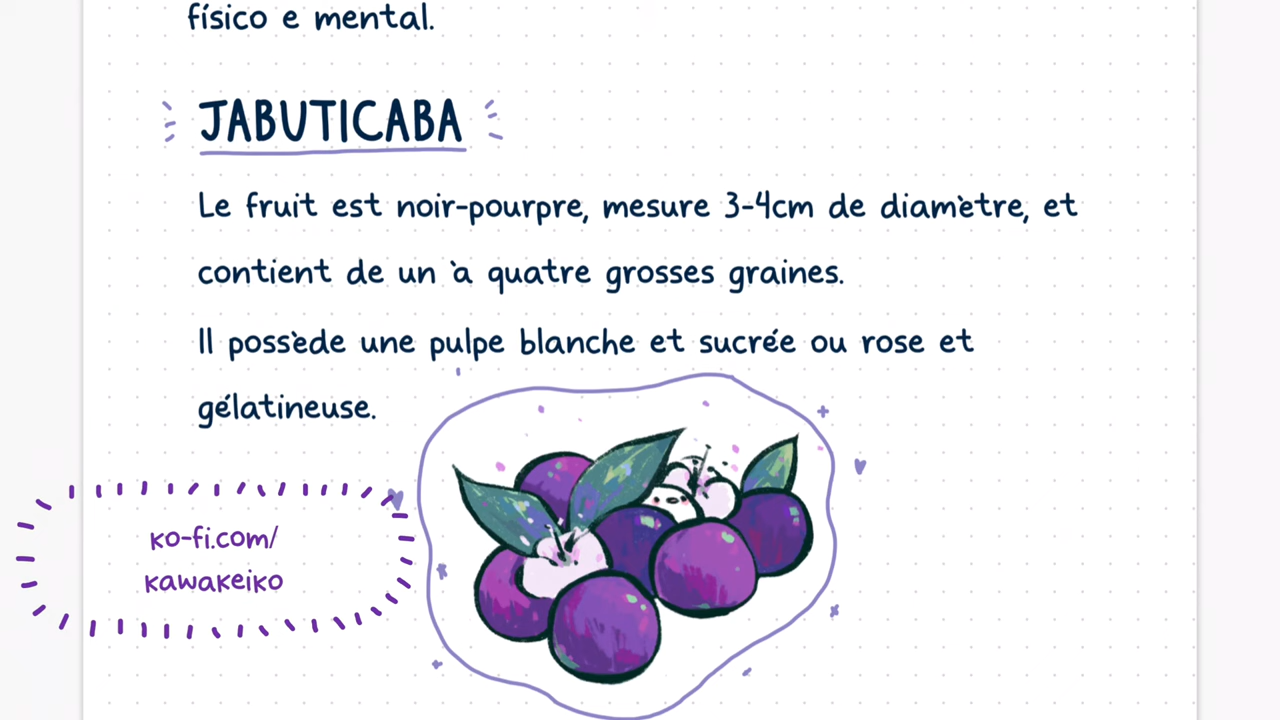 físico e mental.
JABUTICABA
Le fruit est noir-pourpre, mesure 3-4cm de diamètre, et
contient de un à quatre grosses graines.
Il possède une pulpe blanche et sucrée ou rose et
gélatineuse.
ko-fi.com/
kawakeiko